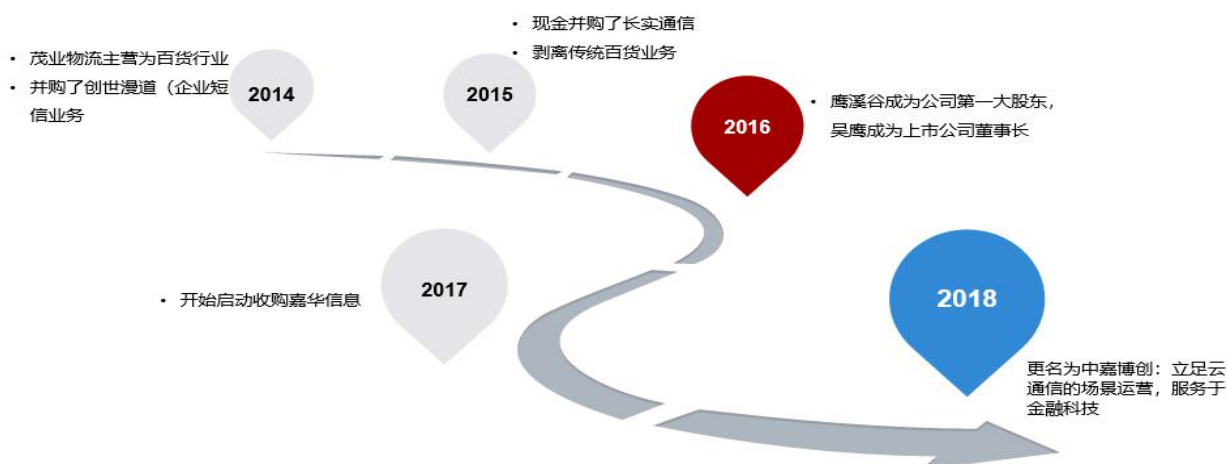 • 茂业物流主营为百货行业
• 并购了创世漫道（企业短
信业务
2014
• 现金并购了长实通信
• 剥离传统百货业务
2015
2016
• 鹰溪谷成为公司第一大股东，
吴鹰成为上市公司董事长
• 开始启动收购嘉华信息
2017
2018
更名为中嘉博创：立足云
通信的场景运营，服务于
金融科技